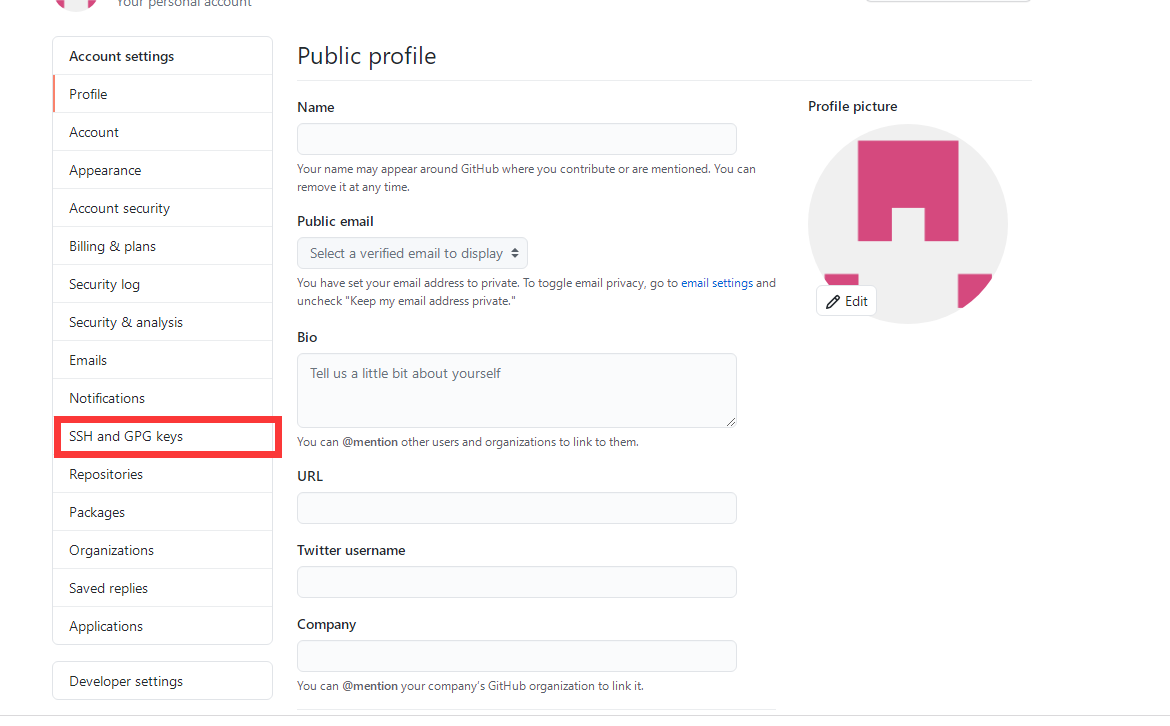 Your personal account
Account settings
Profile
Account
Appearance
Account security
Billing & plans
Security log
Security & analysis
Emails
Notifications
SSH and GPG keys
Repositories
Packages
Organizations
Saved replies
Applications
Developer settings
Public profile
Name
Your name may appear around GitHub where you contribute or are mentioned. You can
remove it at any time.
Public email
Select a verified email to display
You have set your email address to private. To toggle email privacy, go to email settings and
uncheck "Keep my email address private."
Bio
Tell us a little bit about yourself
You can @mention other users and organizations to link to them.
URL
Twitter username
Company
You can @mention your company's GitHub organization to link it.
Profile picture
Edit